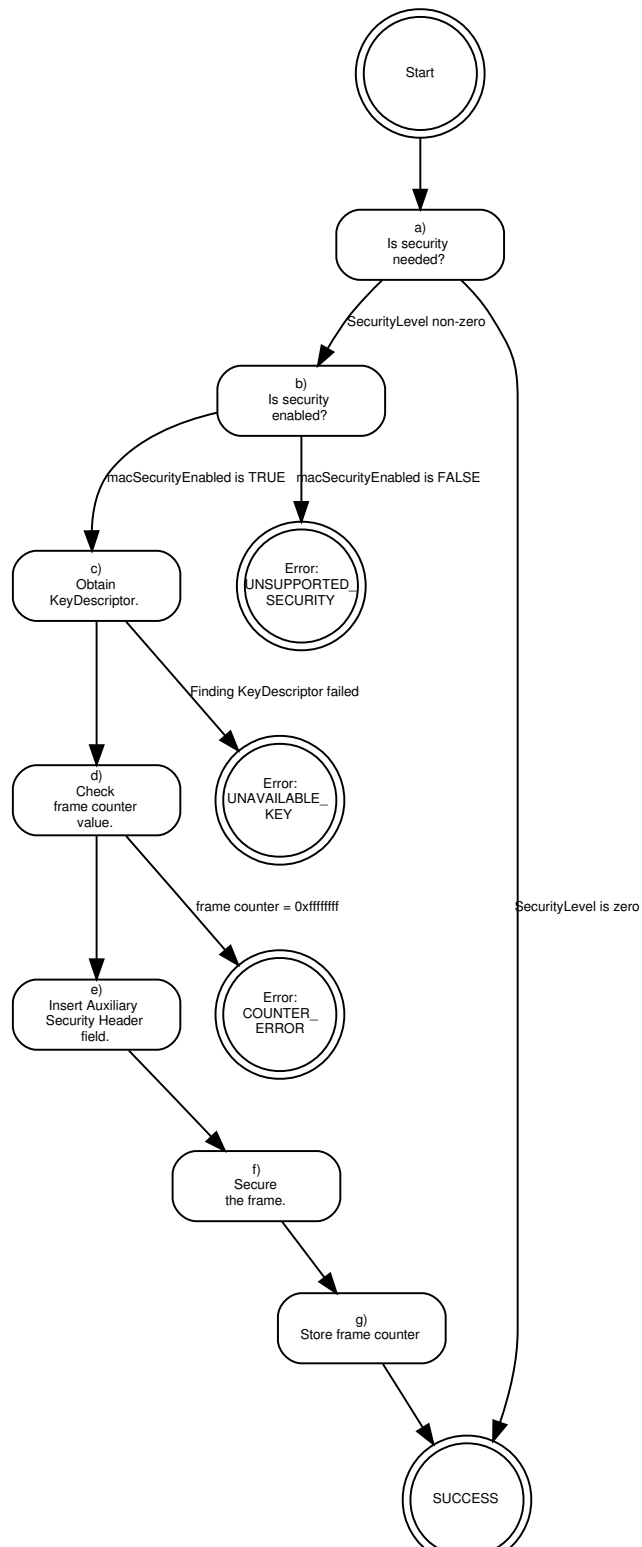 Start
a)
Is security
needed?
SecurityLevel non-zero
b)
Is security
enabled?
macSecurityEnabled is TRUE
macSecurityEnabled is FALSE
c)
Obtain
KeyDescriptor.
Error:
UNSUPPORTED_
SECURITY
Finding KeyDescriptor failed
d)
Check
frame counter
value.
Error:
UNAVAILABLE_
KEY
frame counter = 0xffffffff
SecurityLevel is zero
e)
Insert Auxiliary
Security Header
field.
Error:
COUNTER_
ERROR
f)
Secure
the frame.
g)
Store frame counter
SUCCESS